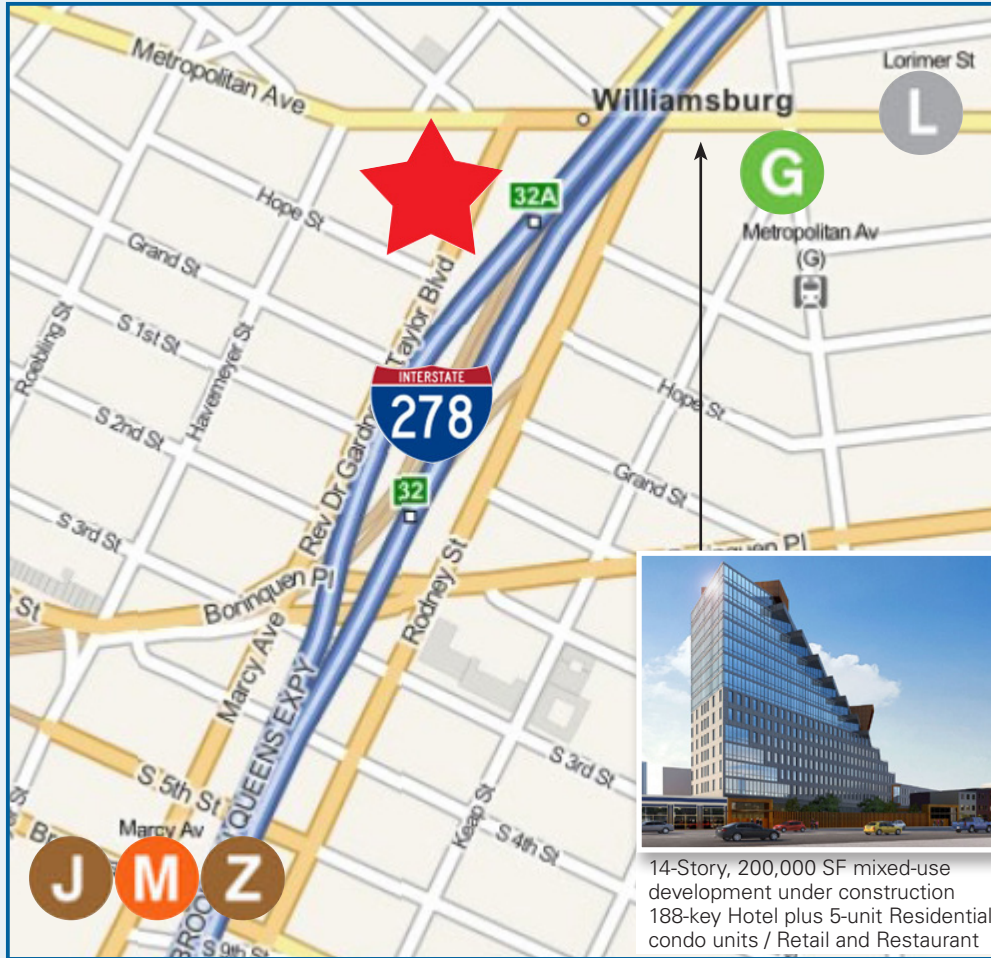 Metropolitan Ave
Williamsburg
Lorimer St
L
G
32A
Metropolitan Av
(G)
Hope St
Grand St
S 1st St
S 2nd St
S 3rd St
Roebling St
Havemeyer St
Rev Dr Gardner Taylor Blvd
INTERSTATE
278
32
Hope St
Grand St
Borinquen Pl
Rodney St
St
Borinquen Pl
Marcy Ave
QUEENS EXPY
S 5th St
Marcy Av
J
M
Z
S 9th St
Keap St
S 3rd St
S 4th St
14-Story, 200,000 SF mixed-use
development under construction
188-key Hotel plus 5-unit Residential
condo units / Retail and Restaurant